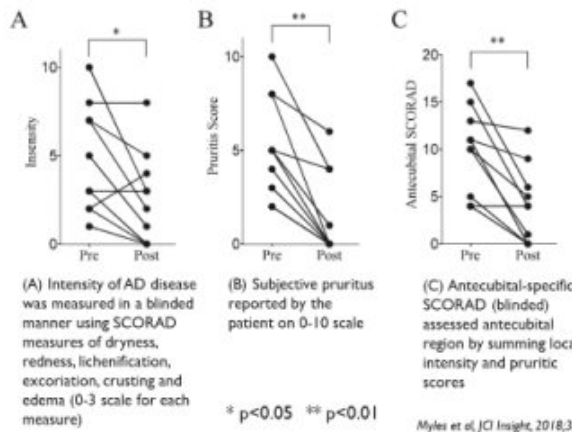 A
B
C
*
**
**
10
5
0
Insensity
Pre
Post
10
5
0
Pruritis Score
Pre
Post
20
15
10
5
0
Antecubital SCORAD
Pre
Post
(A) Intensity of AD disease
was measured in a blinded
manner using SCORAD
measures of dryness,
redness, lichenification,
excoriation, crusting and
edema (0-3 scale for each
measure)
(B) Subjective pruritus
reported by the
patient on 0-10 scale
(C) Antecubital-specific
SCORAD (blinded)
assessed antecubital
region by summing local
intensity and pruritic
scores
* p<0.05 ** p<0.01
Myles et al, JCI Insight, 2018;3